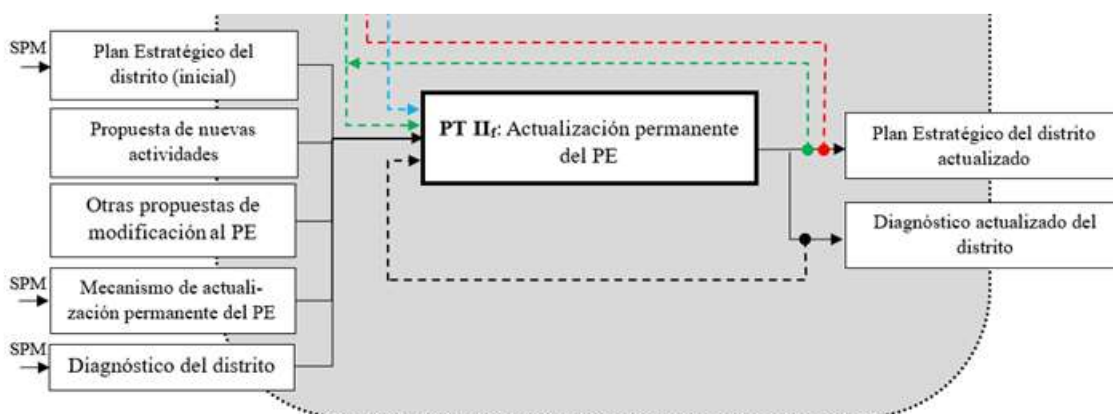 SPM
Plan Estratégico del
distrito (inicial)
Propuesta de nuevas
actividades
Otras propuestas de
modificación al PE
SPM
Mecanismo de actuali-
zación permanente del PE
SPM
Diagnóstico del distrito
PT IIf: Actualización permanente
del PE
Plan Estratégico del distrito
actualizado
Diagnóstico actualizado del
distrito